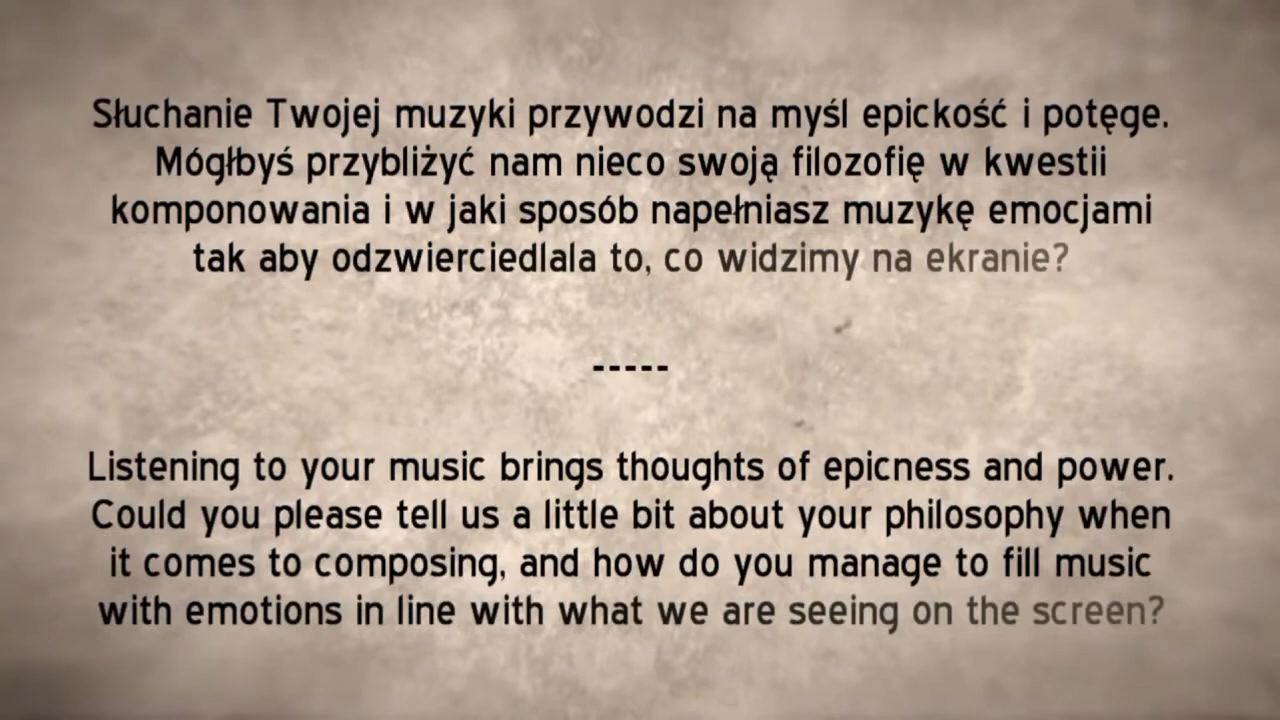 Słuchanie Twojej muzyki przywodzi na myśl epickość i potęge.
Mógłbyś przybliżyć nam nieco swoją filozofię w kwestii
komponowania i w jaki sposób napełniasz muzykę emocjami
tak aby odzwierciedlala to, co widzimy na ekranie?
-----
Listening to your music brings thoughts of epicness and power.
Could you please tell us a little bit about your philosophy when
it comes to composing, and how do you manage to fill music
with emotions in line with what we are seeing on the screen?